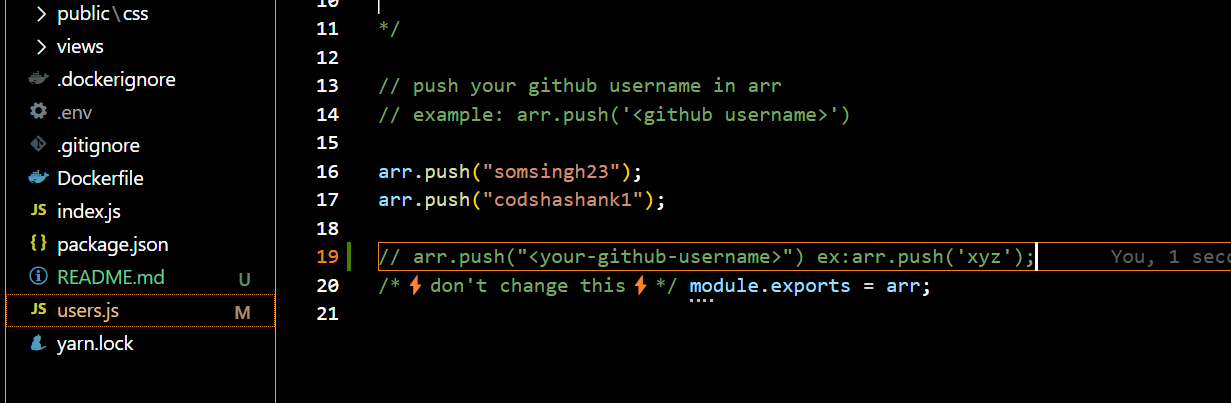 public\css
views
.dockerignore
.env
.gitignore
Dockerfile
JS index.js
{} package.json
README.md U
JS users.js M
yarn.lock
10
11 */
12
13 // push your github username in arr
14 // example: arr.push('<github username>')
15
16 arr.push("somsingh23");
17 arr.push("codshashank1");
18
19 // arr.push("<your-github-username>") ex:arr.push('xyz'); You, 1 seco
20 /*⚡don't change this⚡*/ module.exports = arr;
21